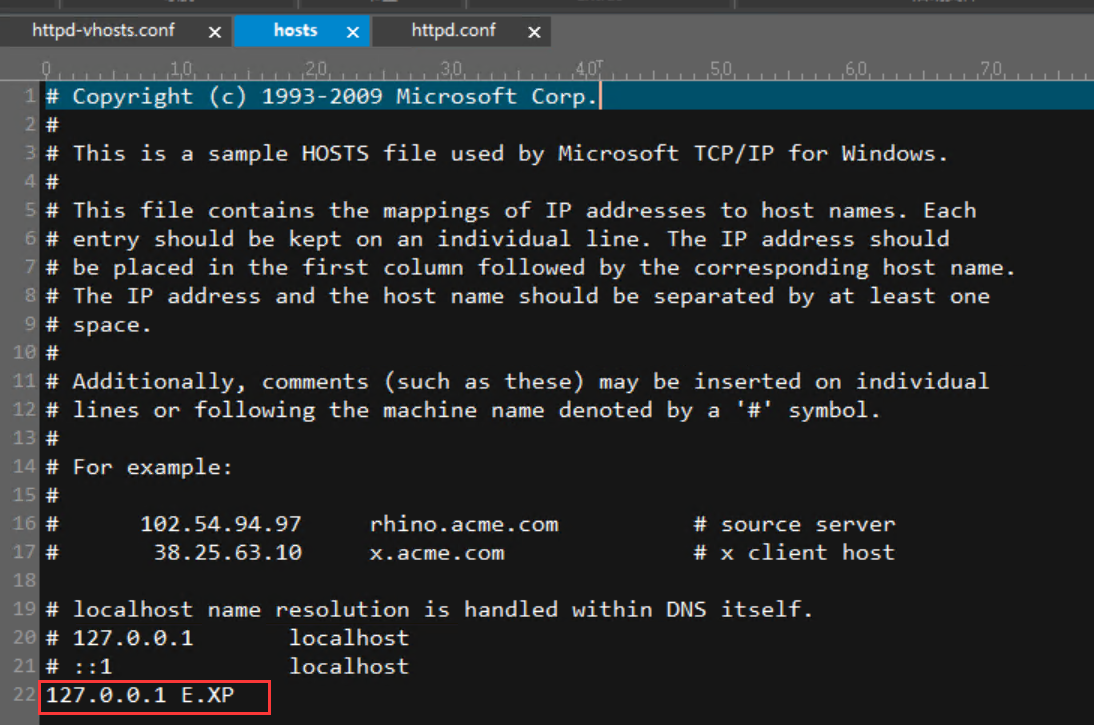 httpd-vhosts.conf × hosts × httpd.conf ×
0 10 20 30 40 50 60 70
1 # Copyright (c) 1993-2009 Microsoft Corp.
2 #
3 # This is a sample HOSTS file used by Microsoft TCP/IP for Windows.
4 #
5 # This file contains the mappings of IP addresses to host names. Each
6 # entry should be kept on an individual line. The IP address should
7 # be placed in the first column followed by the corresponding host name.
8 # The IP address and the host name should be separated by at least one
9 # space.
10 #
11 # Additionally, comments (such as these) may be inserted on individual
12 # lines or following the machine name denoted by a '#' symbol.
13 #
14 # For example:
15 #
16 #      102.54.94.97     rhino.acme.com          # source server
17 #       38.25.63.10     x.acme.com              # x client host
18
19 # localhost name resolution is handled within DNS itself.
20 # 127.0.0.1       localhost
21 # ::1             localhost
22 127.0.0.1 E.XP